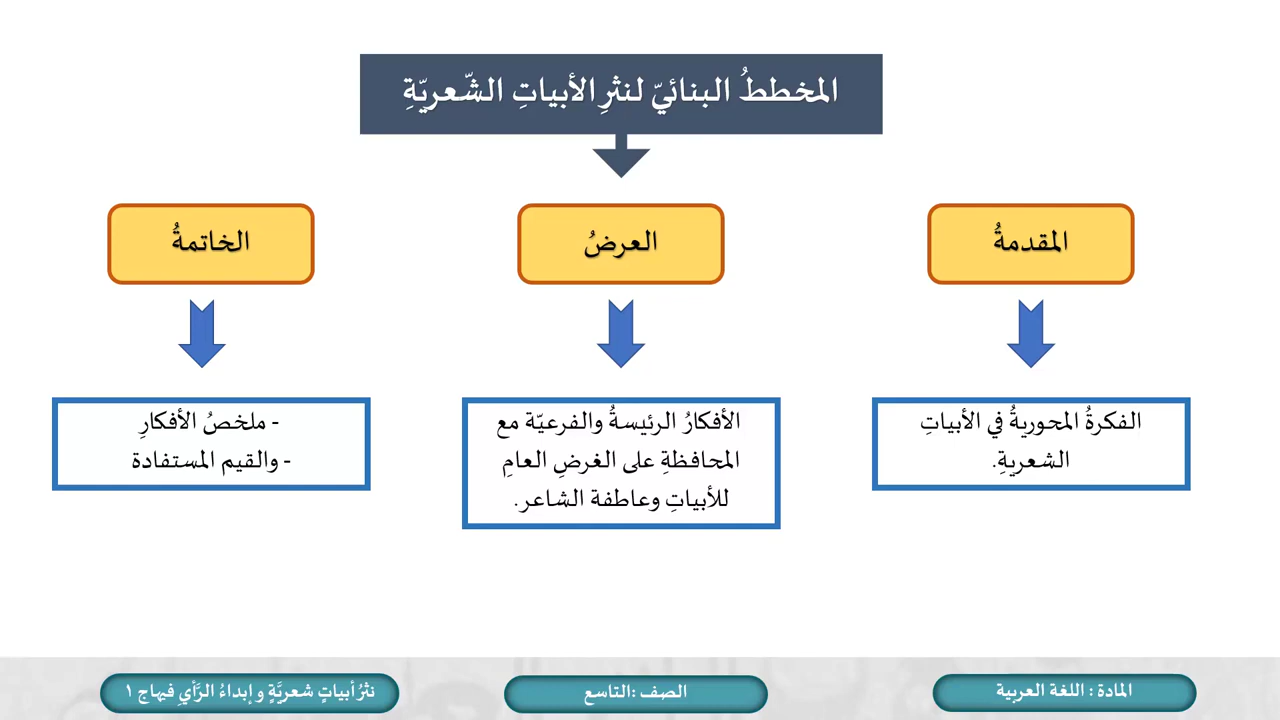 المخططُ البنائيّ لنثرِ الأبياتِ الشّعريّةِ
المقدمةُ
العرضُ
الخاتمةُ
الفكرةُ المحوريةُ في الأبياتِ
الشعريةِ.
الأفكارُ الرئيسةُ والفرعيّة مع
المحافظةِ على الغرضِ العامِ
للأبياتِ وعاطفة الشاعر.
- ملخصُ الأفكارِ
- والقيم المستفادة
المادة : اللغة العربية
الصف :التاسع
نثرُ أبياتٍ شعريَّةٍ و إبداءُ الرَّأيِ فيهاج ١